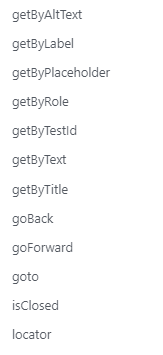 getByAltText
getByLabel
getByPlaceholder
getByRole
getByTestId
getByText
getByTitle
goBack
goForward
goto
isClosed
locator